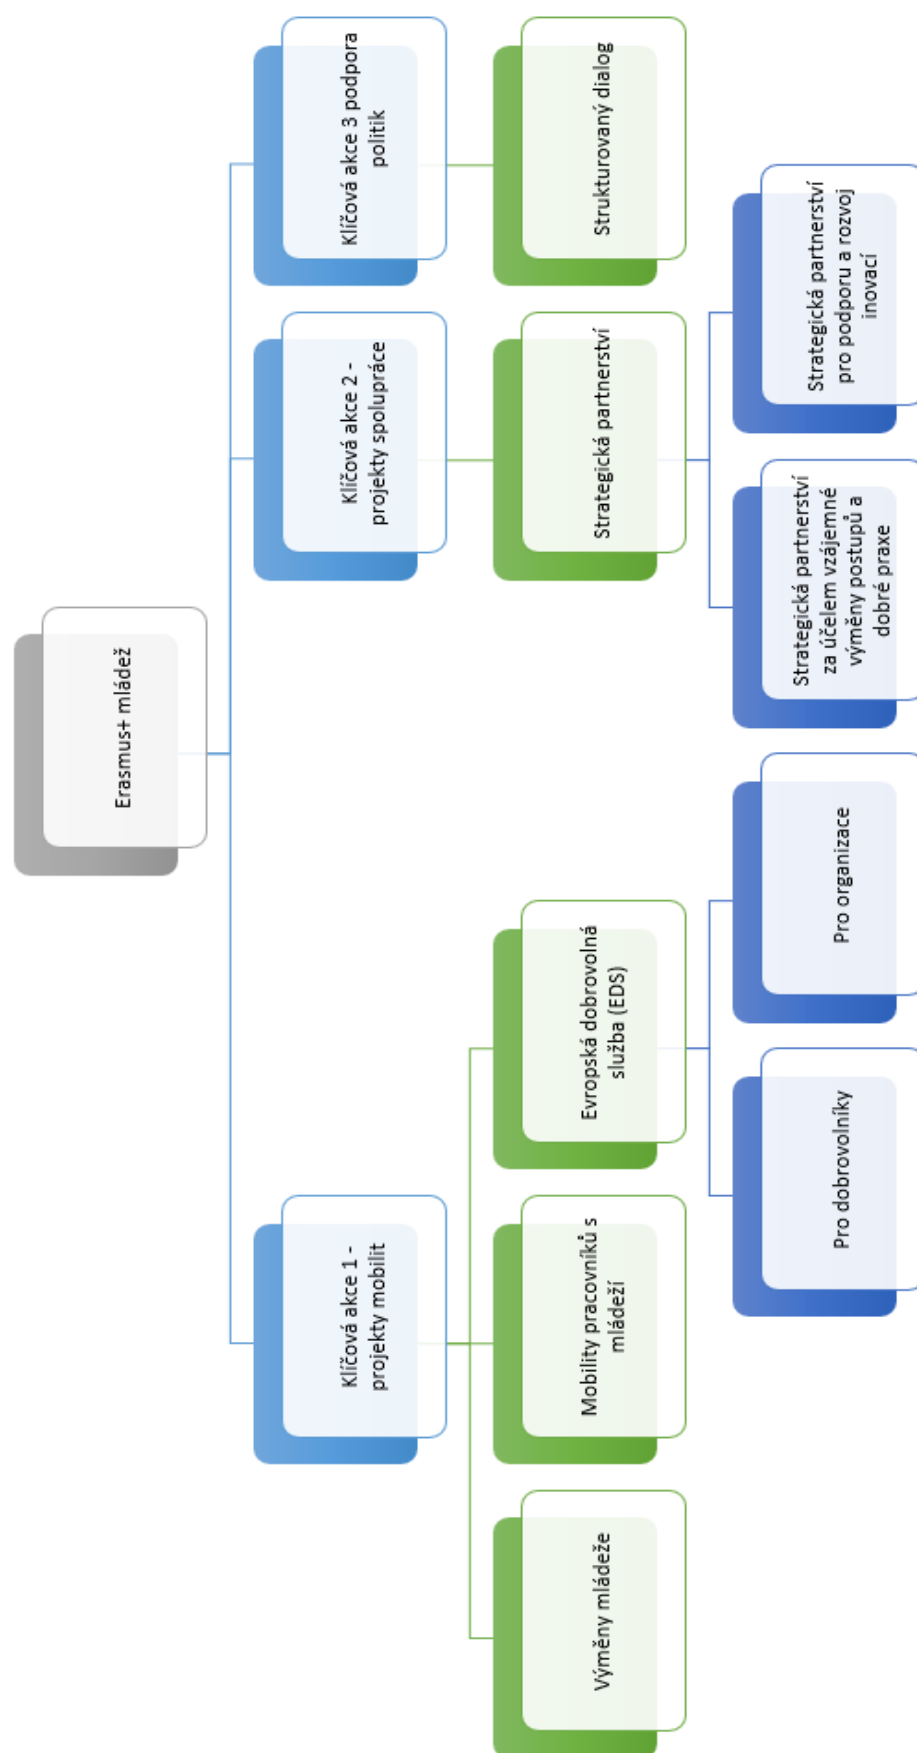 Erasmus+ mládež
Klíčová akce 1 -
projekty mobilit
Klíčová akce 2 -
projekty spolupráce
Klíčová akce 3 podpora
politik
Výměny mládeže
Mobility pracovníků s
mládeží
Evropská dobrovolná
služba (EDS)
Strategická partnerství
Strukturovaný dialog
Pro dobrovolníky
Pro organizace
Strategická partnerství
za účelem vzájemné
výměny postupů a
dobré praxe
Strategická partnerství
pro podporu a rozvoj
inovací